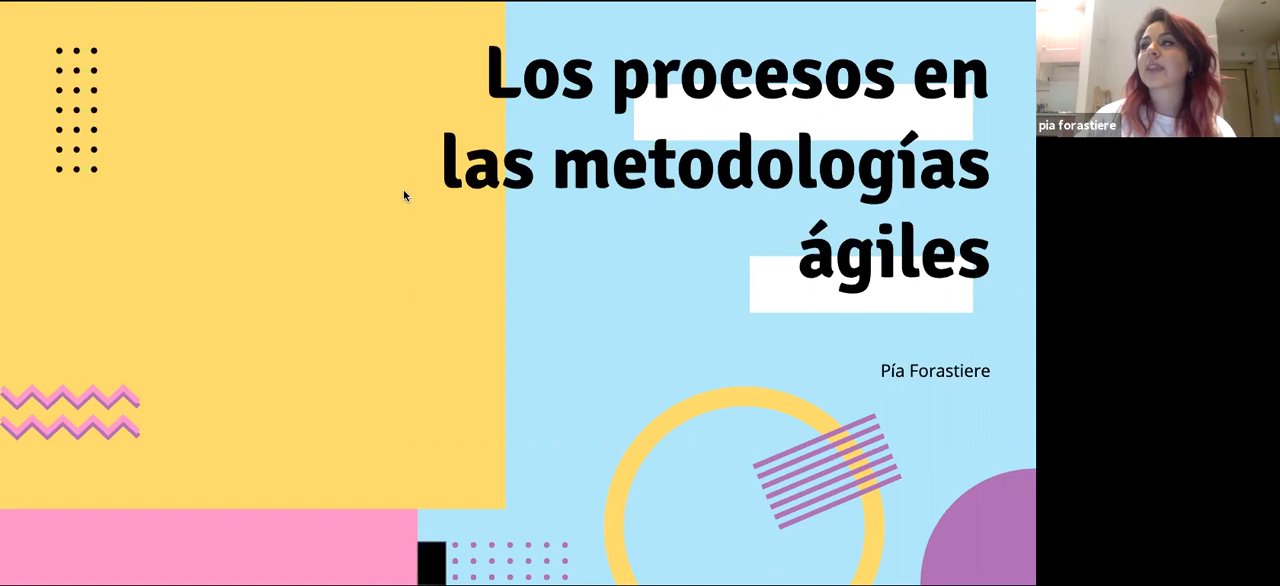 Los procesos en
las metodologías
ágiles
Pía Forastiere
pia forastiere